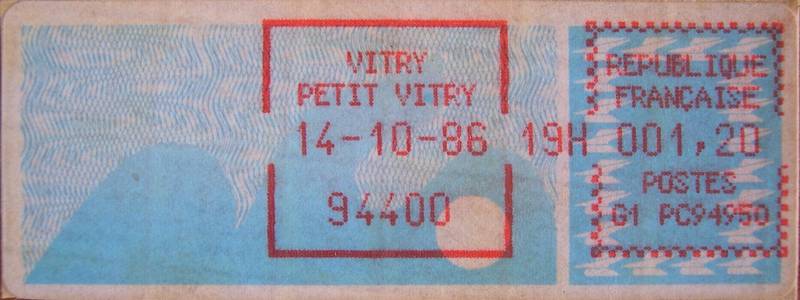 VITRY
PETIT VITRY
14-10-86 19H 001,20
94400
REPUBLIQUE
FRANÇAISE
POSTES
G1 PC94950